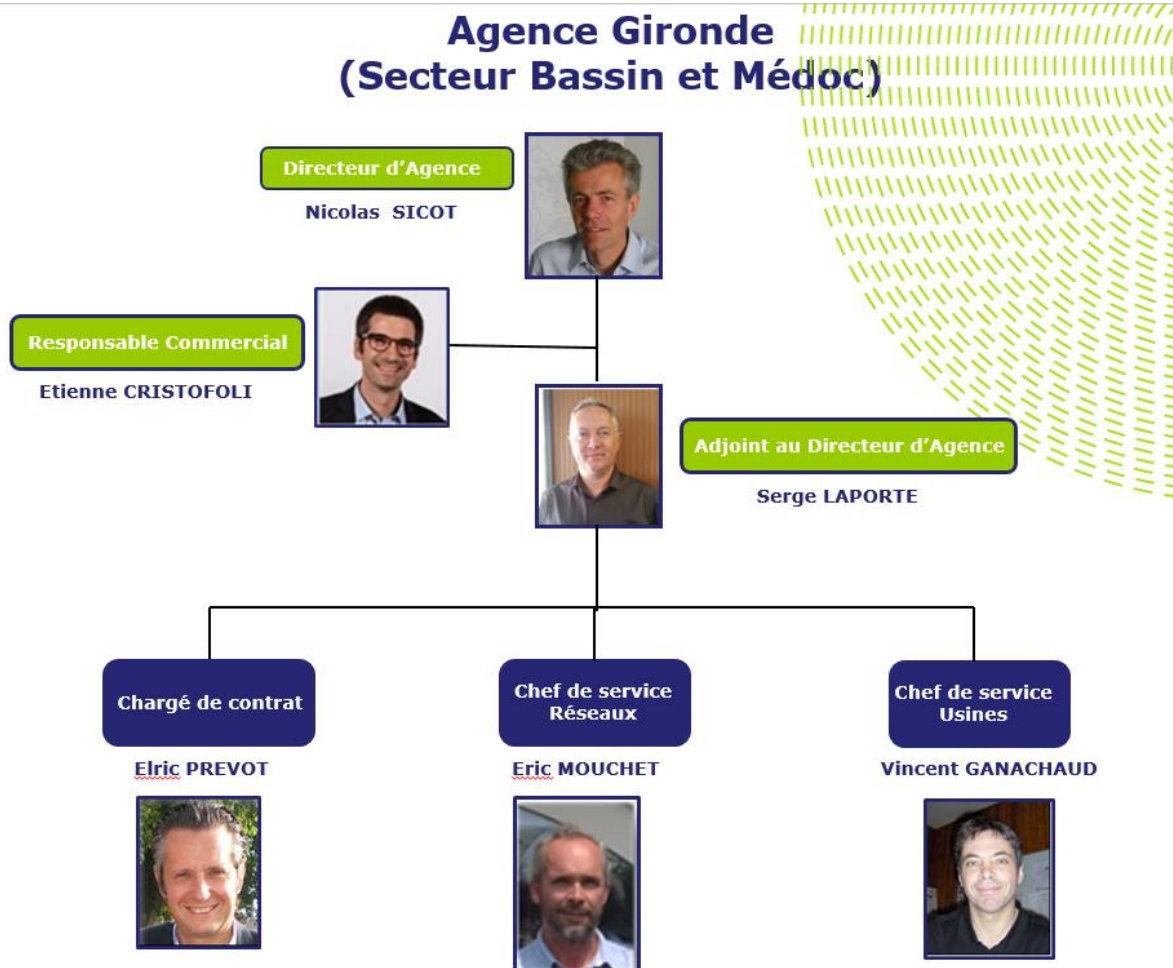 Agence Gironde
(Secteur Bassin et Médoc)
Directeur d’Agence
Nicolas SICOT
Responsable Commercial
Etienne CRISTOFOLI
Adjoint au Directeur d’Agence
Serge LAPORTE
Chargé de contrat
Elric PREVOT
Chef de service
Réseaux
Eric MOUCHET
Chef de service
Usines
Vincent GANACHAUD